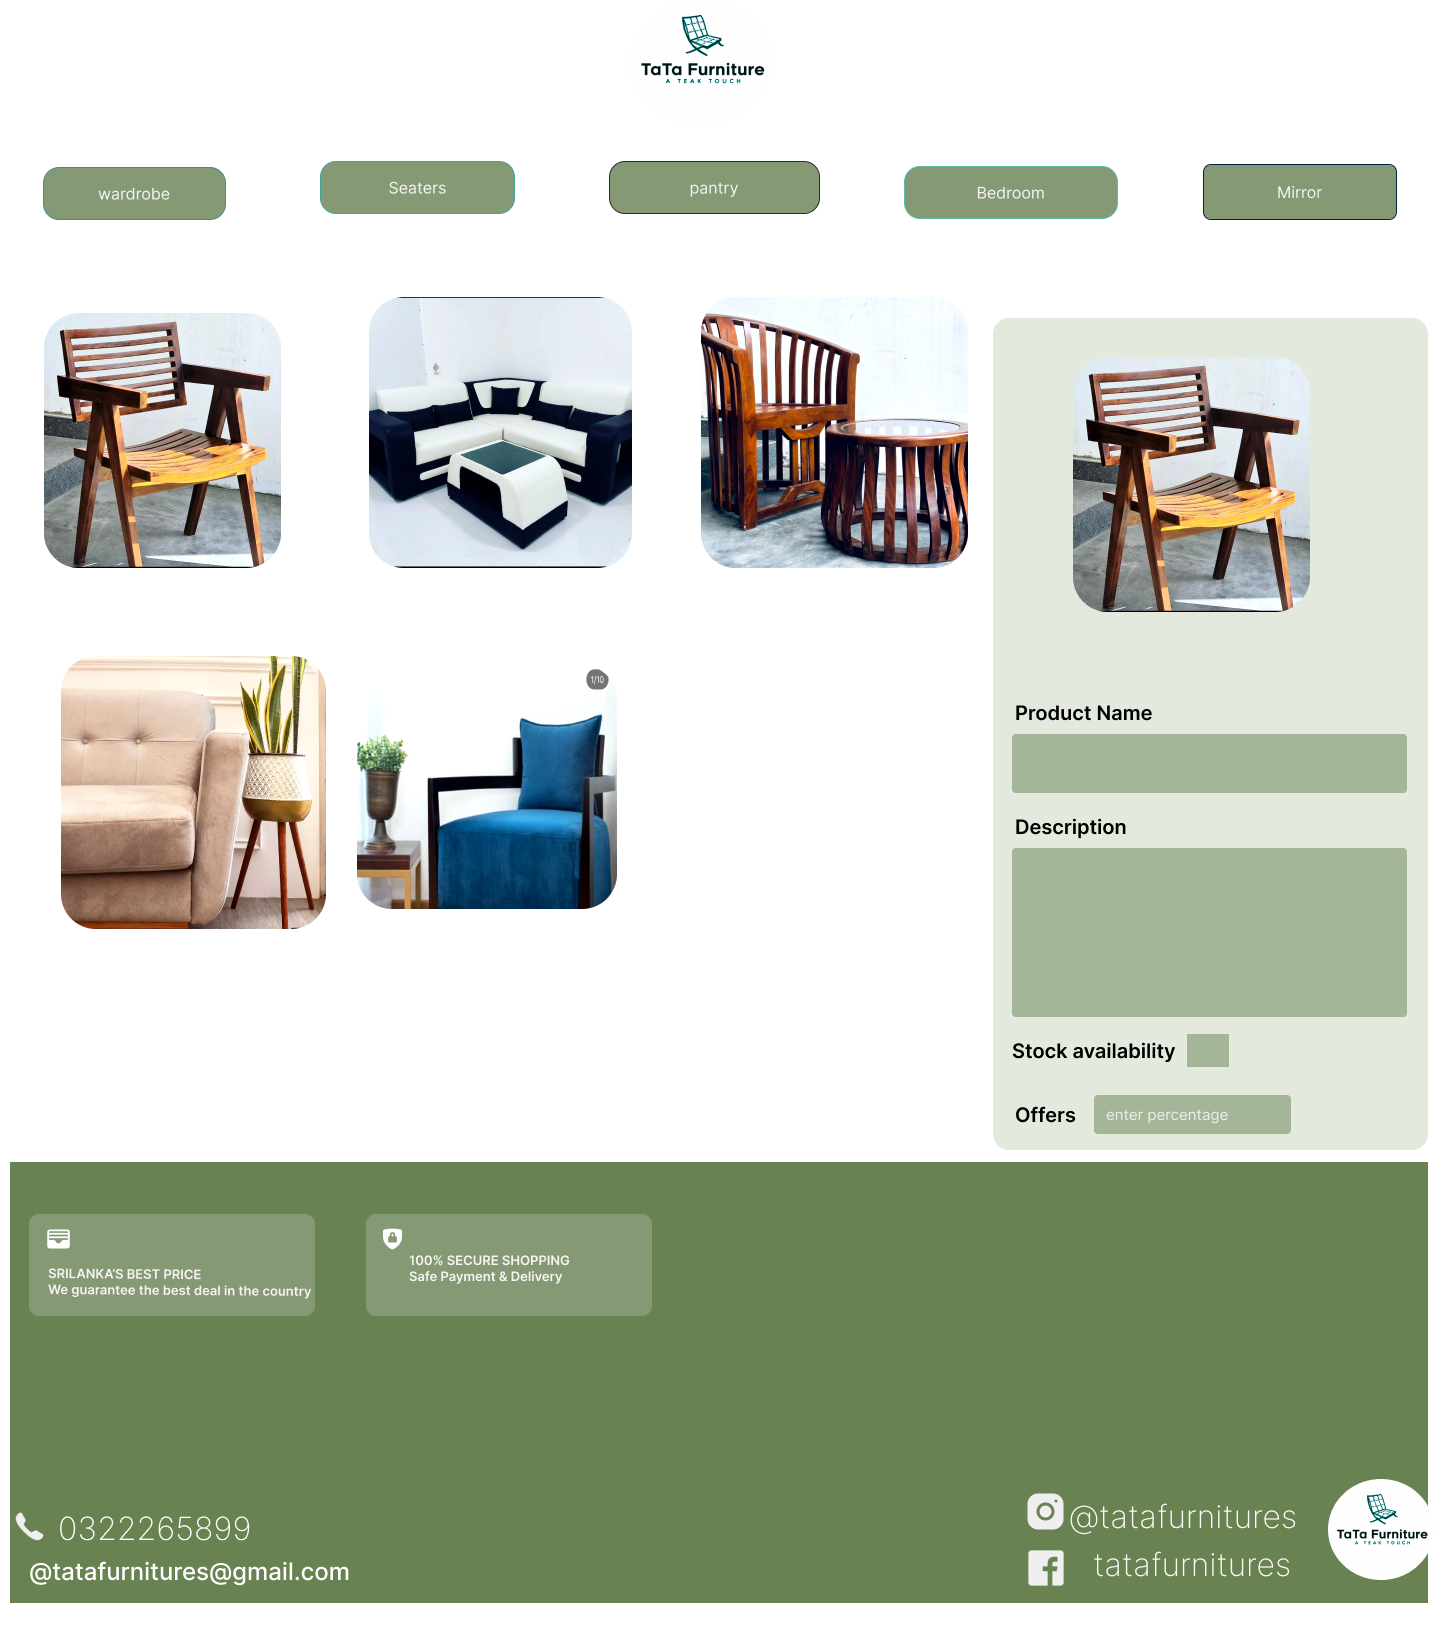 TaTa Furniture
A TEAK TOUCH
wardrobe
Seaters
pantry
Bedroom
Mirror
1/10
Product Name
Description
Stock availability
Offers
enter percentage
SRILANKA'S BEST PRICE
We guarantee the best deal in the country
100% SECURE SHOPPING
Safe Payment & Delivery
0322265899
@tatafurnitures@gmail.com
@tatafurnitures
tatafurnitures
TaTa Furniture
A TEAK TOUCH